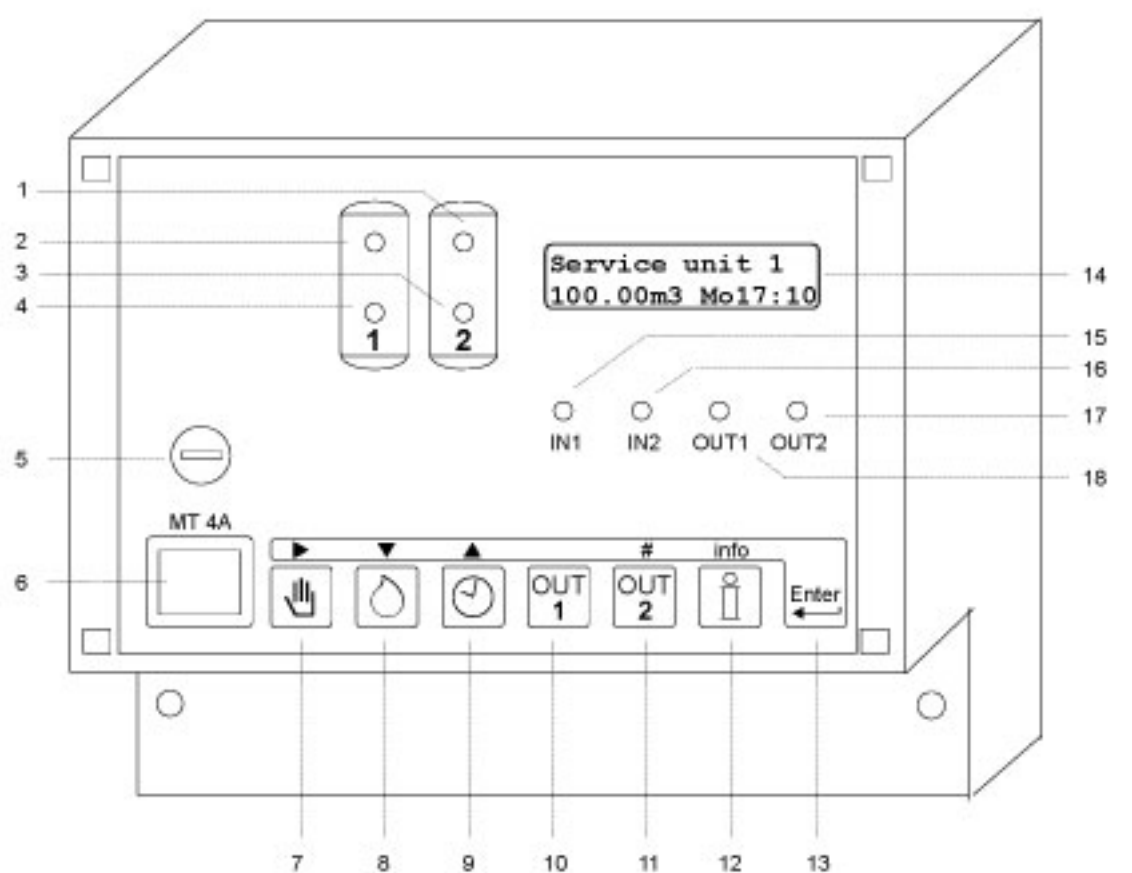 1
2
3
4
1
2
Service unit 1
100.00m3 Mo17:10
14
15
16
IN1
IN2
OUT1
OUT2
17
18
5
MT 4A
6
►
▼
▲
#
info
OUT
1
OUT
2
Enter
7
8
9
10
11
12
13